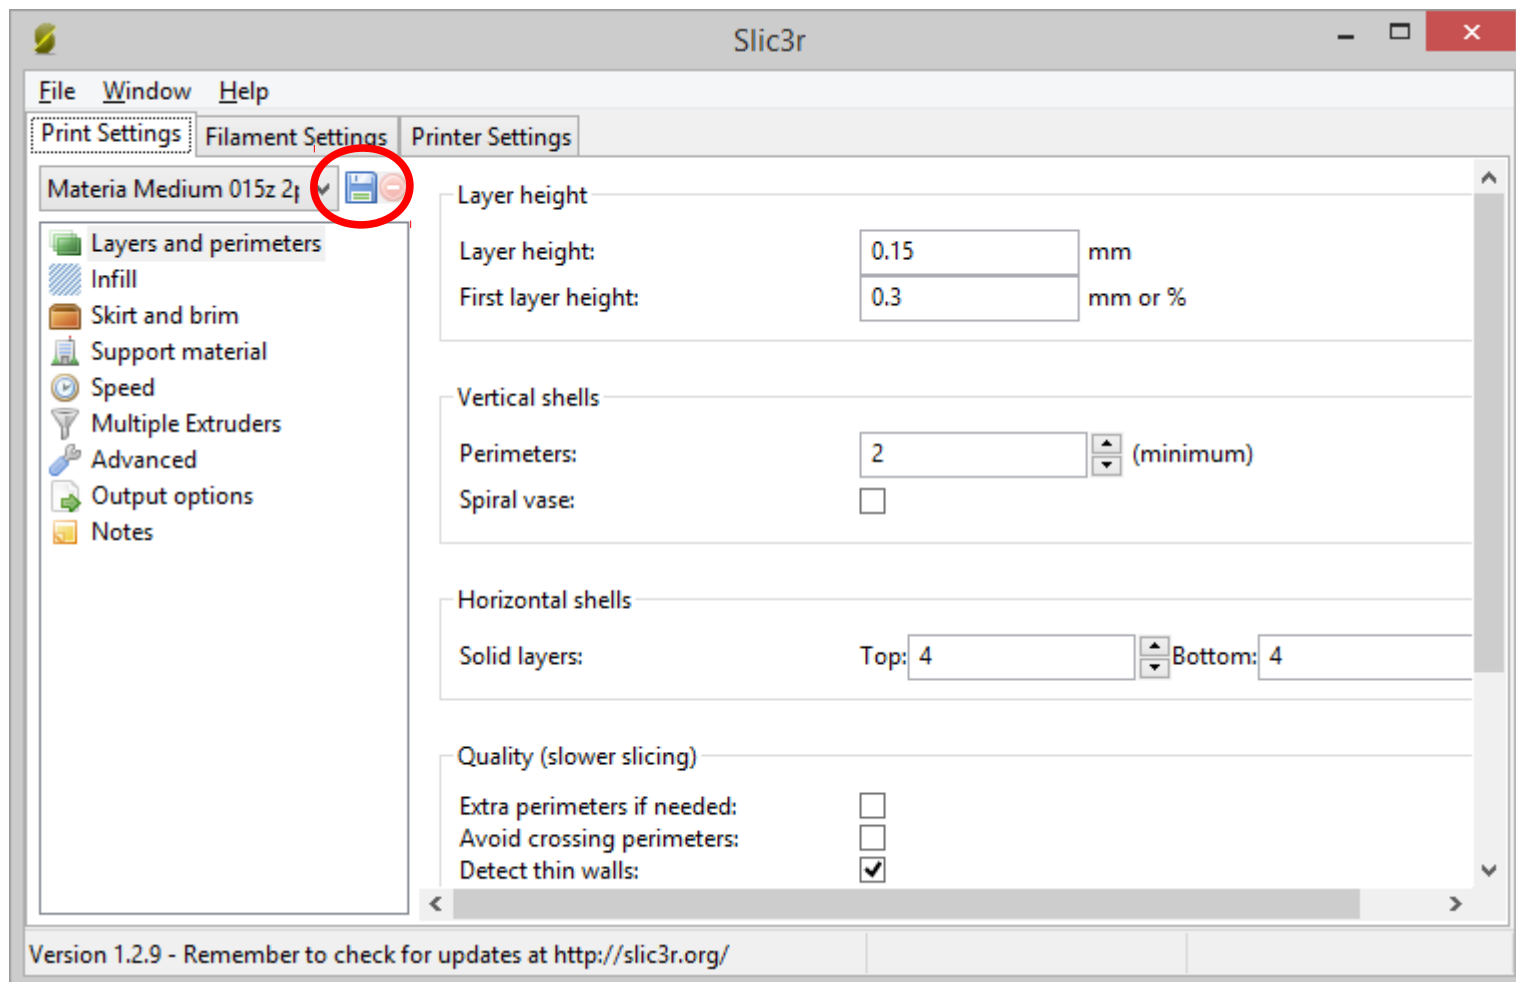 Slic3r
File Window Help
Print Settings Filament Settings Printer Settings
Materia Medium 015z 2p
Layers and perimeters
Infill
Skirt and brim
Support material
Speed
Multiple Extruders
Advanced
Output options
Notes
Layer height
Layer height: 0.15 mm
First layer height: 0.3 mm or %
Vertical shells
Perimeters: 2 (minimum)
Spiral vase:
Horizontal shells
Solid layers: Top: 4 Bottom: 4
Quality (slower slicing)
Extra perimeters if needed:
Avoid crossing perimeters:
Detect thin walls:
Version 1.2.9 - Remember to check for updates at http://slic3r.org/